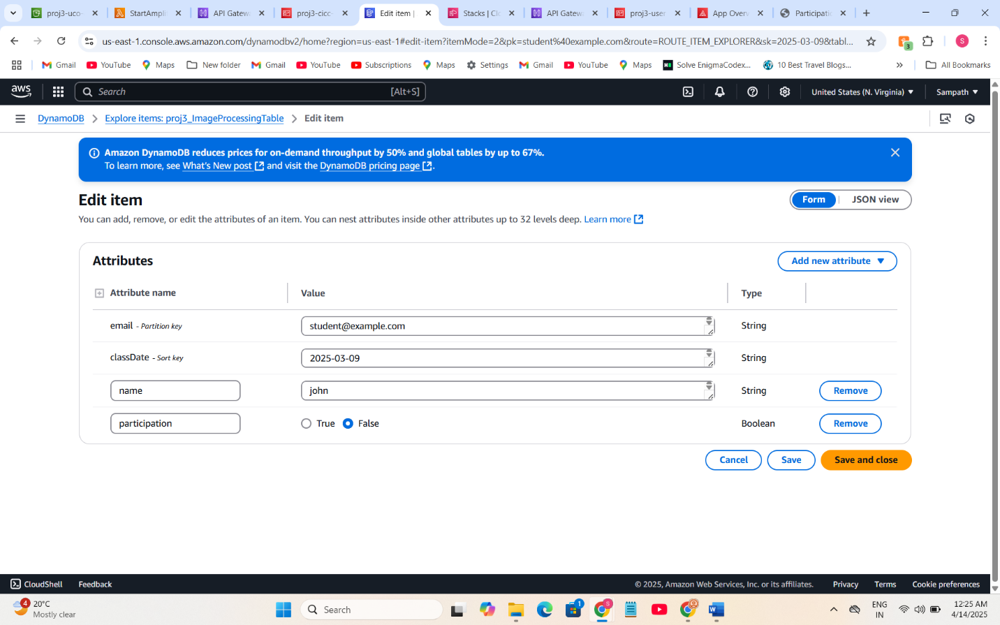 proj3-uco-
StartAmpli
API Gatewa
proj3-cicc-
Edit item |
Stacks | Clo
API Gatewa
proj3-user
App Overv
Participatio
us-east-1.console.aws.amazon.com/dynamodbv2/home?region=us-east-1#edit-item?itemMode=2&pk=student%40example.com&route=ROUTE_ITEM_EXPLORER&sk=2025-03-09&tabl...
3
S
Gmail YouTube Maps New folder Gmail YouTube Subscriptions Maps Settings Gmail YouTube Maps Solve EnigmaCodex... 10 Best Travel Blogs... » All Bookmarks
aws Search [Alt+S] United States (N. Virginia) Sampath
DynamoDB > Explore items: proj3_ImageProcessingTable > Edit item
Amazon DynamoDB reduces prices for on-demand throughput by 50% and global tables by up to 67%.
To learn more, see What's New post and visit the DynamoDB pricing page.
Edit item
Form JSON view
You can add, remove, or edit the attributes of an item. You can nest attributes inside other attributes up to 32 levels deep. Learn more
Attributes
Add new attribute
Attribute name Value Type
email - Partition key student@example.com String
classDate - Sort key 2025-03-09 String
name john String Remove
participation True False Boolean Remove
Cancel Save Save and close
CloudShell Feedback © 2025, Amazon Web Services, Inc. or its affiliates. Privacy Terms Cookie preferences
4
20°C
Mostly clear
Search
1
S
ENG
IN
12:25 AM
4/14/2025